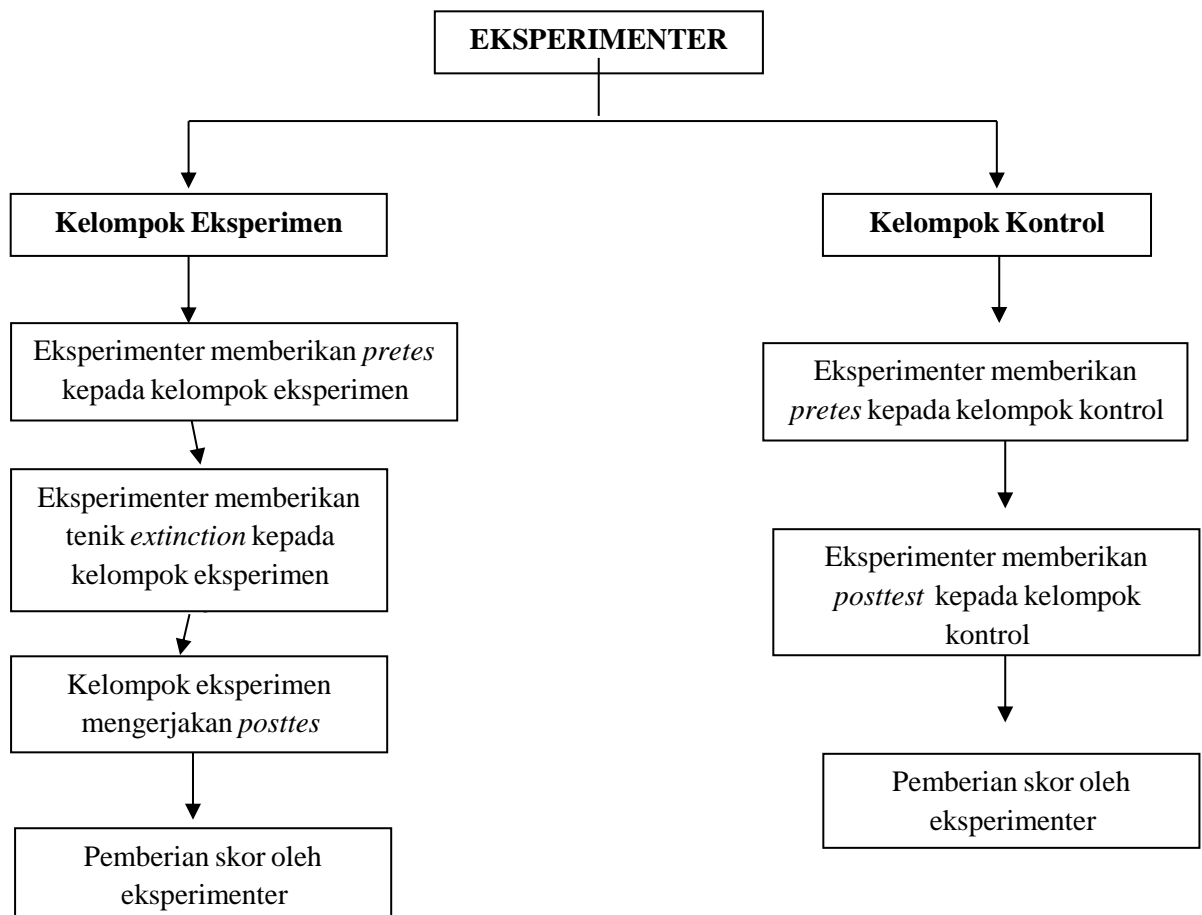 EKSPERIMENTER
Kelompok Eksperimen
Eksperimenter memberikan pretes
kepada kelompok eksperimen
Eksperimenter memberikan
tenik extinction kepada
kelompok eksperimen
Kelompok eksperimen
mengerjakan posttes
Pemberian skor oleh
eksperimenter
Kelompok Kontrol
Eksperimenter memberikan
pretes kepada kelompok kontrol
Eksperimenter memberikan
posttest kepada kelompok
kontrol
Pemberian skor oleh
eksperimenter